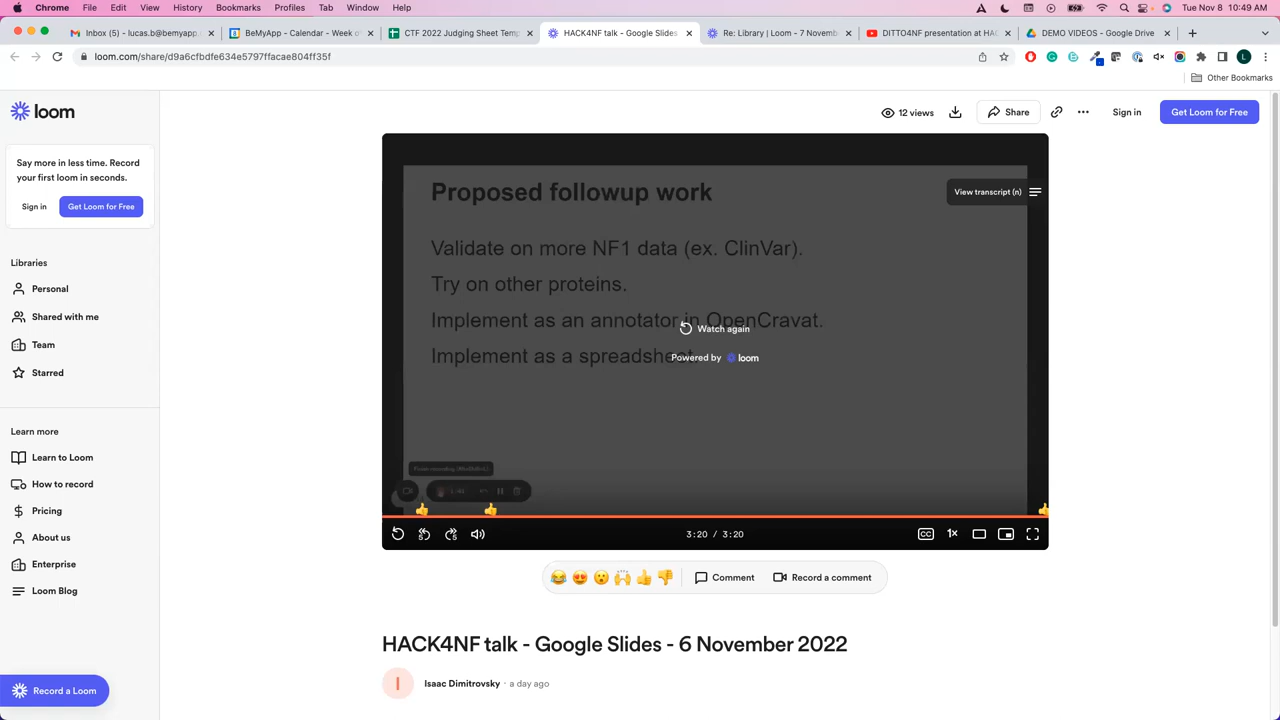 Chrome File Edit View History Bookmarks Profiles Tab Window Help Tue Nov 8 10:49 AM
Inbox (5) - lucas.b@bemyapp.c
BeMyApp - Calendar - Week of
CTF 2022 Judging Sheet Temp
HACK4NF talk - Google Slides -
Re: Library | Loom - 7 Novemb
DITTO4NF presentation at HAC
DEMO VIDEOS - Google Drive
loom.com/share/d9a6cfbdfe634e5797ffacae804ff35f
L
Other Bookmarks
loom
12 views
Share
Sign in
Get Loom for Free
Say more in less time. Record
your first loom in seconds.
Sign in
Get Loom for Free
Libraries
Personal
Shared with me
Team
Starred
Learn more
Learn to Loom
How to record
Pricing
About us
Enterprise
Loom Blog
Record a Loom
Proposed followup work
View transcript (n)
Validate on more NF1 data (ex. ClinVar).
Try on other proteins.
Implement as an annotator in OpenCravat.
Watch again
Implement as a spreadsheet.
Powered by loom
3:20 / 3:20
CC
1×
Comment
Record a comment
HACK4NF talk - Google Slides - 6 November 2022
I
Isaac Dimitrovsky · a day ago